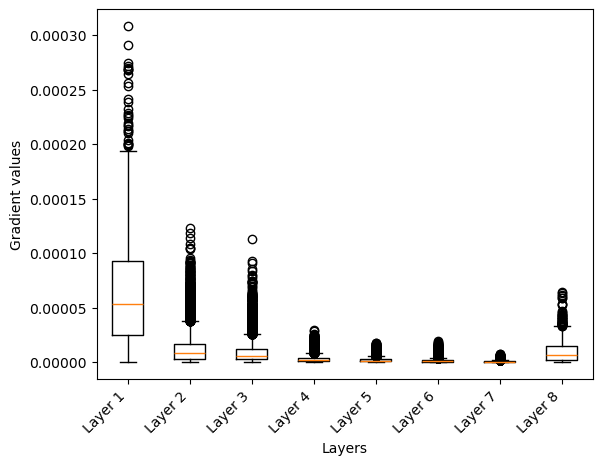 0.00030
0.00025
0.00020
0.00015
0.00010
0.00005
0.00000
Gradient values
Layer 1
Layer 2
Layer 3
Layer 4
Layer 5
Layer 6
Layer 7
Layer 8
Layers